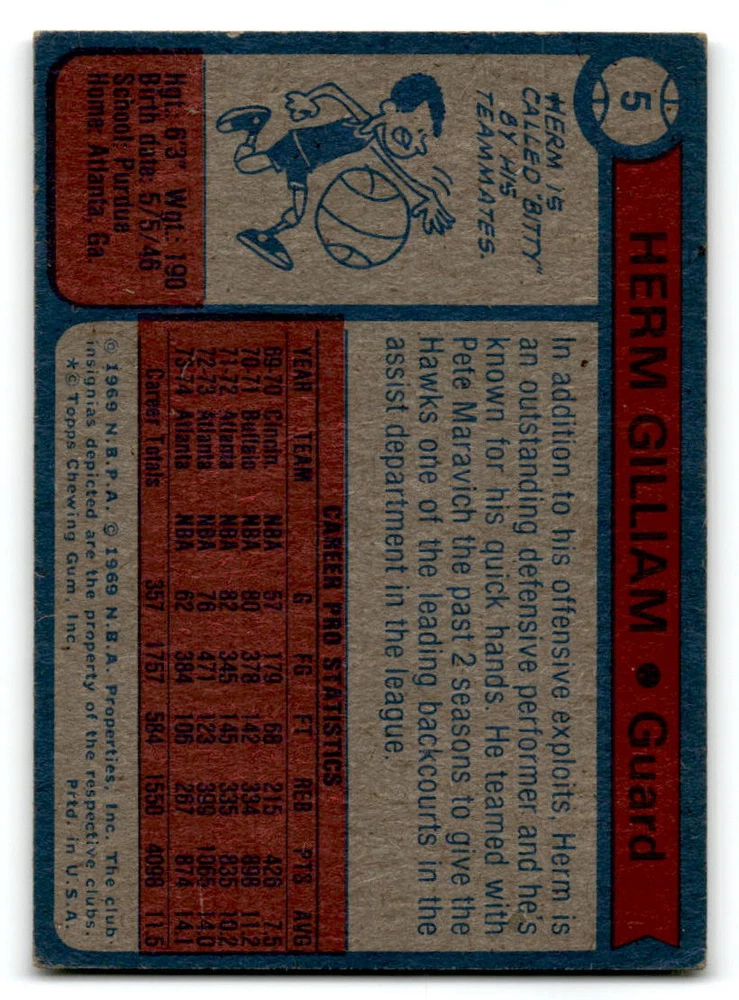 5
HERM GILLIAM • Guard
HERM IS
CALLED "BITTY"
BY HIS
TEAMMATES.
Hgt: 6'3" Wgt: 190
Birth date: 5/5/46
School: Purdue
Home: Atlanta, Ga.
In addition to his offensive exploits, Herm is
an outstanding defensive performer and he's
known for his quick hands. He teamed with
Pete Maravich the past 2 seasons to give the
Hawks one of the leading backcourts in the
assist department in the league.
CAREER PRO STATISTICS
YEAR TEAM G FG FT REB PTS AVG
69-70 Cincin. NBA 57 179 68 215 426 7.5
70-71 Buffalo NBA 80 378 142 334 898 11.2
71-72 Atlanta NBA 82 345 145 335 835 10.2
72-73 Atlanta NBA 76 471 123 399 1065 14.0
73-74 Atlanta NBA 62 384 106 267 874 14.1
Career Totals 357 1757 584 1550 4098 11.5
© 1969 N.B.P.A. © 1969 N.B.A. Properties, Inc. The club
insignias depicted are the property of the respective clubs.
*© Topps Chewing Gum, Inc. Prtd. in U.S.A